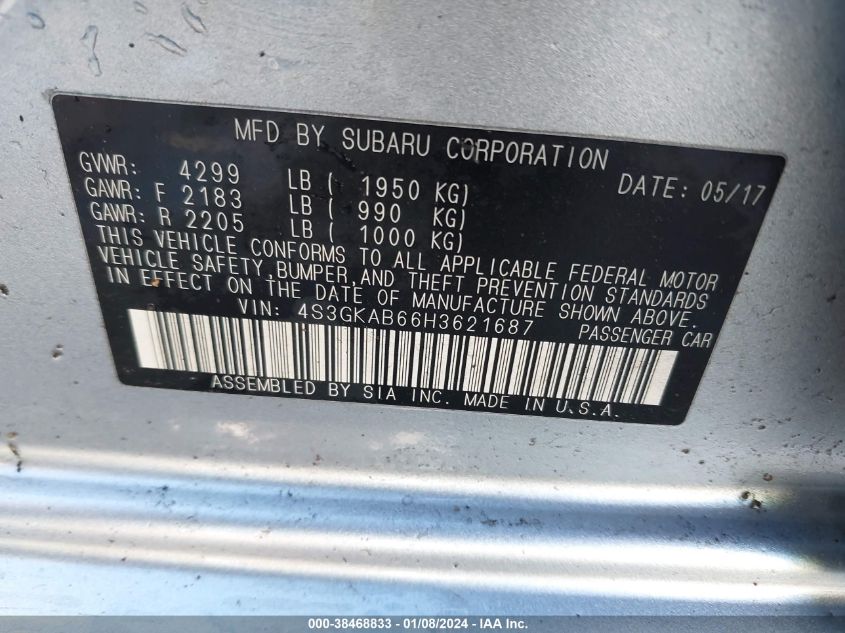 MFD BY SUBARU CORPORATION
GVWR: 4299 LB ( 1950 KG) DATE: 05/17
GAWR: F 2183 LB ( 990 KG)
GAWR: R 2205 LB ( 1000 KG)
THIS VEHICLE CONFORMS TO ALL APPLICABLE FEDERAL MOTOR
VEHICLE SAFETY,BUMPER,AND THEFT PREVENTION STANDARDS
IN EFFECT ON THE DATE OF MANUFACTURE SHOWN ABOVE.
VIN: 4S3GKAB66H3621687 PASSENGER CAR
ASSEMBLED BY SIA INC. MADE IN U.S.A.
000-38468833 - 01/08/2024 - IAA Inc.